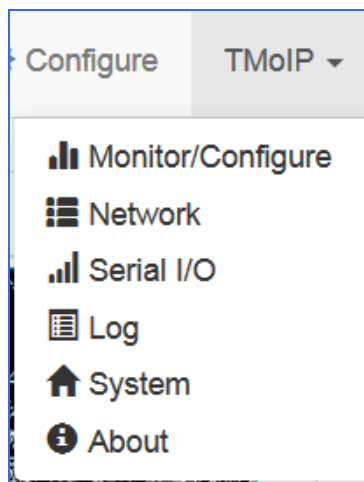 Configure TMoIP
Monitor/Configure
Network
Serial I/O
Log
System
About